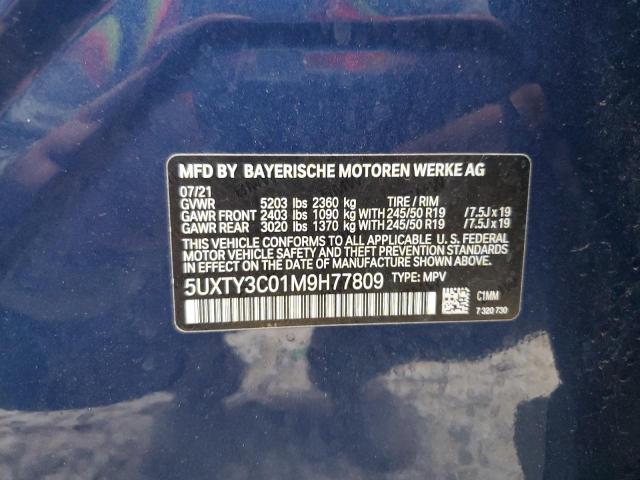 MFD BY BAYERISCHE MOTOREN WERKE AG
07/21
GVWR 5203 lbs 2360 kg TIRE / RIM
GAWR FRONT 2403 lbs 1090 kg WITH 245/50 R19 /7.5J x 19
GAWR REAR 3020 lbs 1370 kg WITH 245/50 R19 /7.5J x 19
THIS VEHICLE CONFORMS TO ALL APPLICABLE U. S. FEDERAL
MOTOR VEHICLE SAFETY AND THEFT PREVENTION STANDARDS
IN EFFECT ON THE DATE OF MANUFACTURE SHOWN ABOVE.
5UXTY3C01M9H77809 TYPE: MPV
C1MM
7 320 730